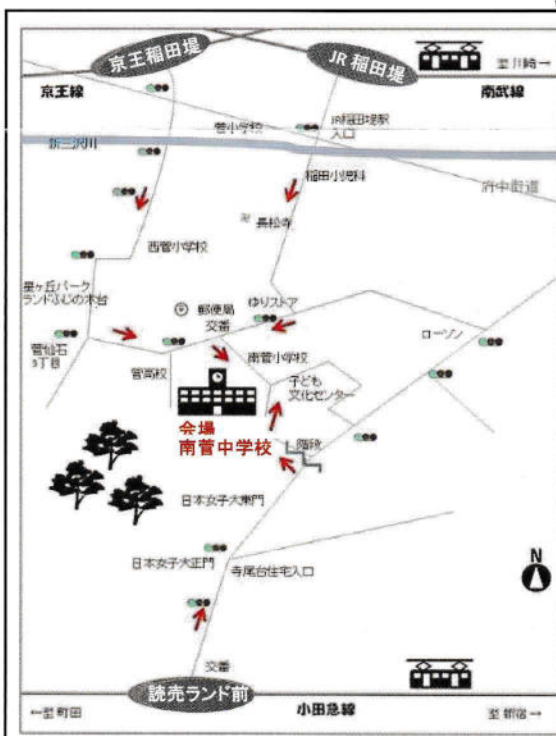 京王稲田堤
JR稲田堤
至川崎→
京王線
南武線
菅小学校
JR稲田堤駅
入口
新三沢川
稲田小児科
府中街道
卍 長松寺
西菅小学校
星ヶ丘パーク
ランドふじの木台
郵便局
交番
ゆりストア
ローソン
菅仙石
3丁目
菅高校
南菅小学校
子ども
文化センター
会場
南菅中学校
階段
日本女子大東門
日本女子大正門
寺尾台住宅入口
N
交番
読売ランド前
←至町田
小田急線
至新宿→